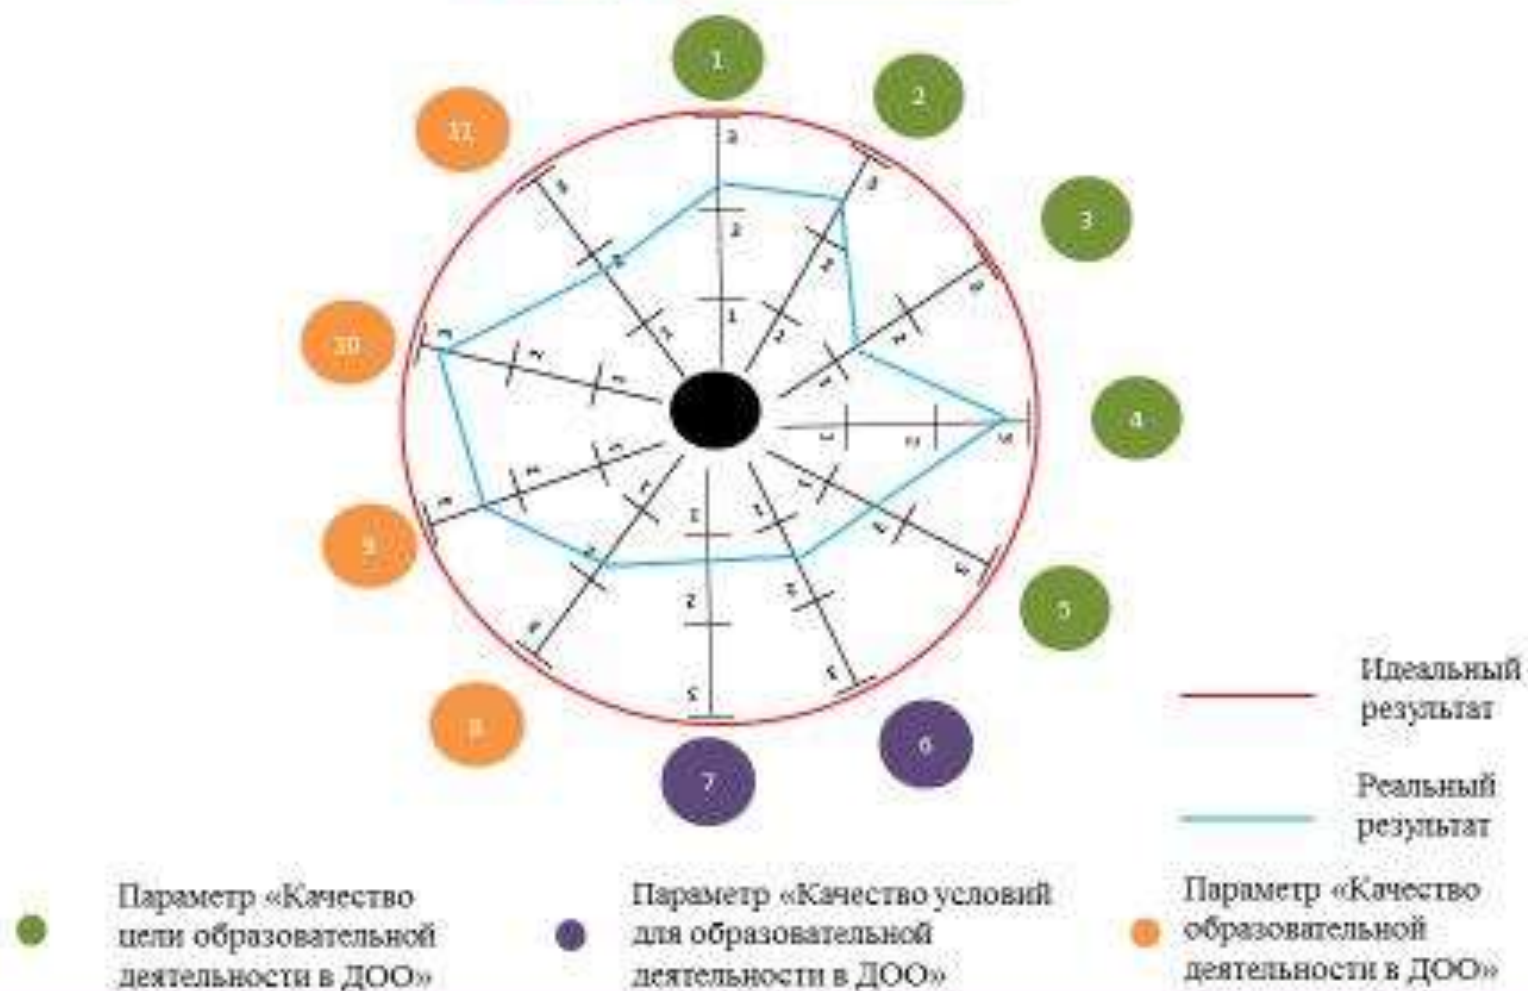 1
2
3
4
5
6
7
8
9
10
11
Идеальный
результат
Реальный
результат
Параметр «Качество
цели образовательной
деятельности в ДОО»
Параметр «Качество условий
для образовательной
деятельности в ДОО»
Параметр «Качество
образовательной
деятельности в ДОО»